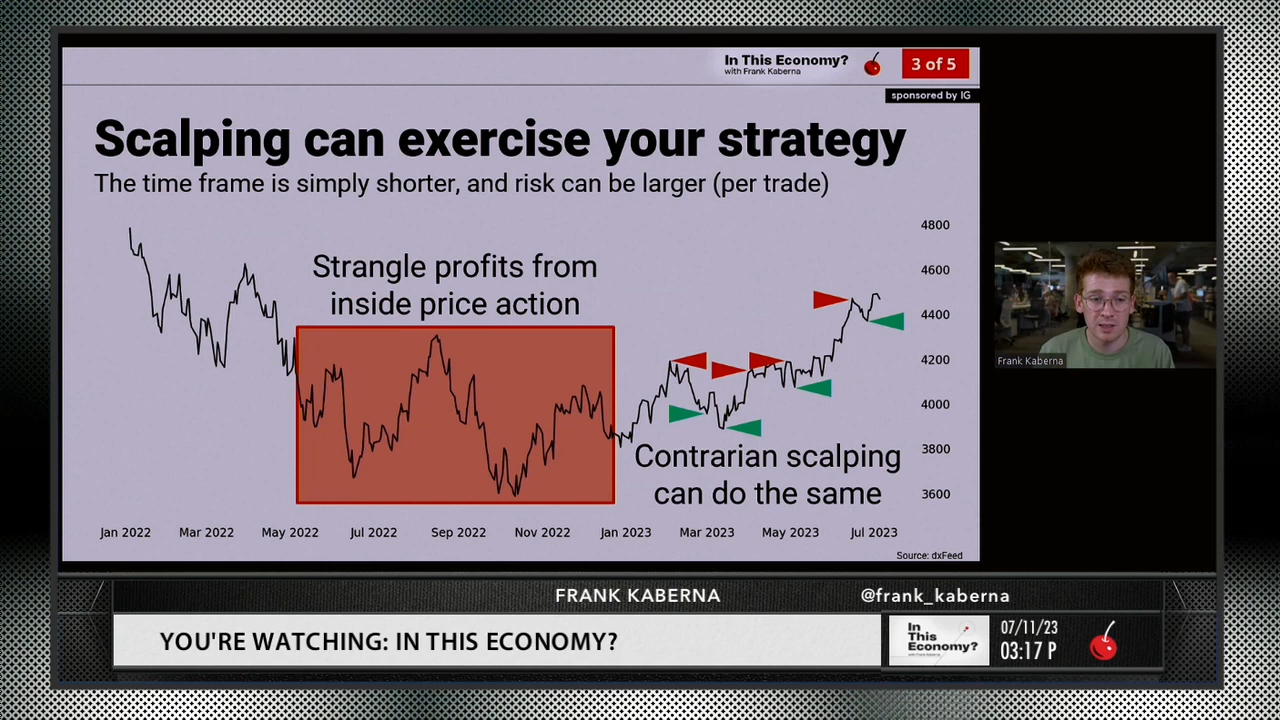 In This Economy?
with Frank Kaberna
3 of 5
sponsored by IG
Scalping can exercise your strategy
The time frame is simply shorter, and risk can be larger (per trade)
Strangle profits from
inside price action
4800
4600
4400
4200
4000
3800
3600
Contrarian scalping
can do the same
Jan 2022
Mar 2022
May 2022
Jul 2022
Sep 2022
Nov 2022
Jan 2023
Mar 2023
May 2023
Jul 2023
Source: dxFeed
Frank Kaberna
FRANK KABERNA
@frank_kaberna
YOU'RE WATCHING: IN THIS ECONOMY?
In
This
Economy?
07/11/23
03:17 P